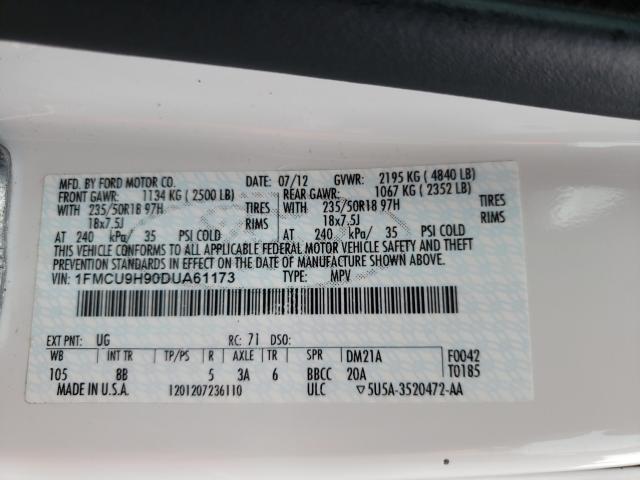 MFD. BY FORD MOTOR CO. DATE: 07/12 GVWR: 2195 KG ( 4840 LB)
FRONT GAWR: 1134 KG ( 2500 LB) REAR GAWR: 1067 KG ( 2352 LB)
WITH 235/50R18 97H TIRES WITH 235/50R18 97H TIRES
18x7.5J RIMS 18x7.5J RIMS
AT 240 kPa/ 35 PSI COLD AT 240 kPa/ 35 PSI COLD
THIS VEHICLE CONFORMS TO ALL APPLICABLE FEDERAL MOTOR VEHICLE SAFETY AND THEFT
PREVENTION STANDARDS IN EFFECT ON THE DATE OF MANUFACTURE SHOWN ABOVE.
VIN: 1FMCU9H90DUA61173 TYPE: MPV
EXT PNT: UG RC: 71 DSO:
WB INT TR TP/PS R AXLE TR SPR DM21A F0042
105 8B 5 3A 6 BBCC 20A T0185
MADE IN U.S.A. 1201207236110 ULC ▽5U5A-3520472-AA